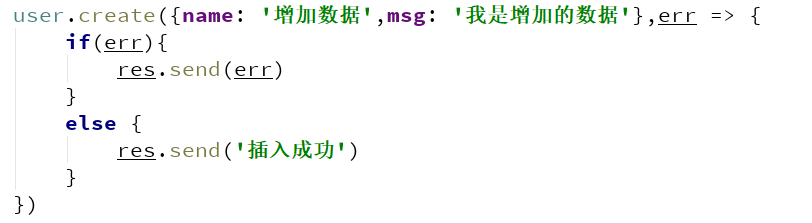 user.create({name: '增加数据',msg: '我是增加的数据'},err => {
    if(err){
        res.send(err)
    }
    else {
        res.send('插入成功')
    }
})